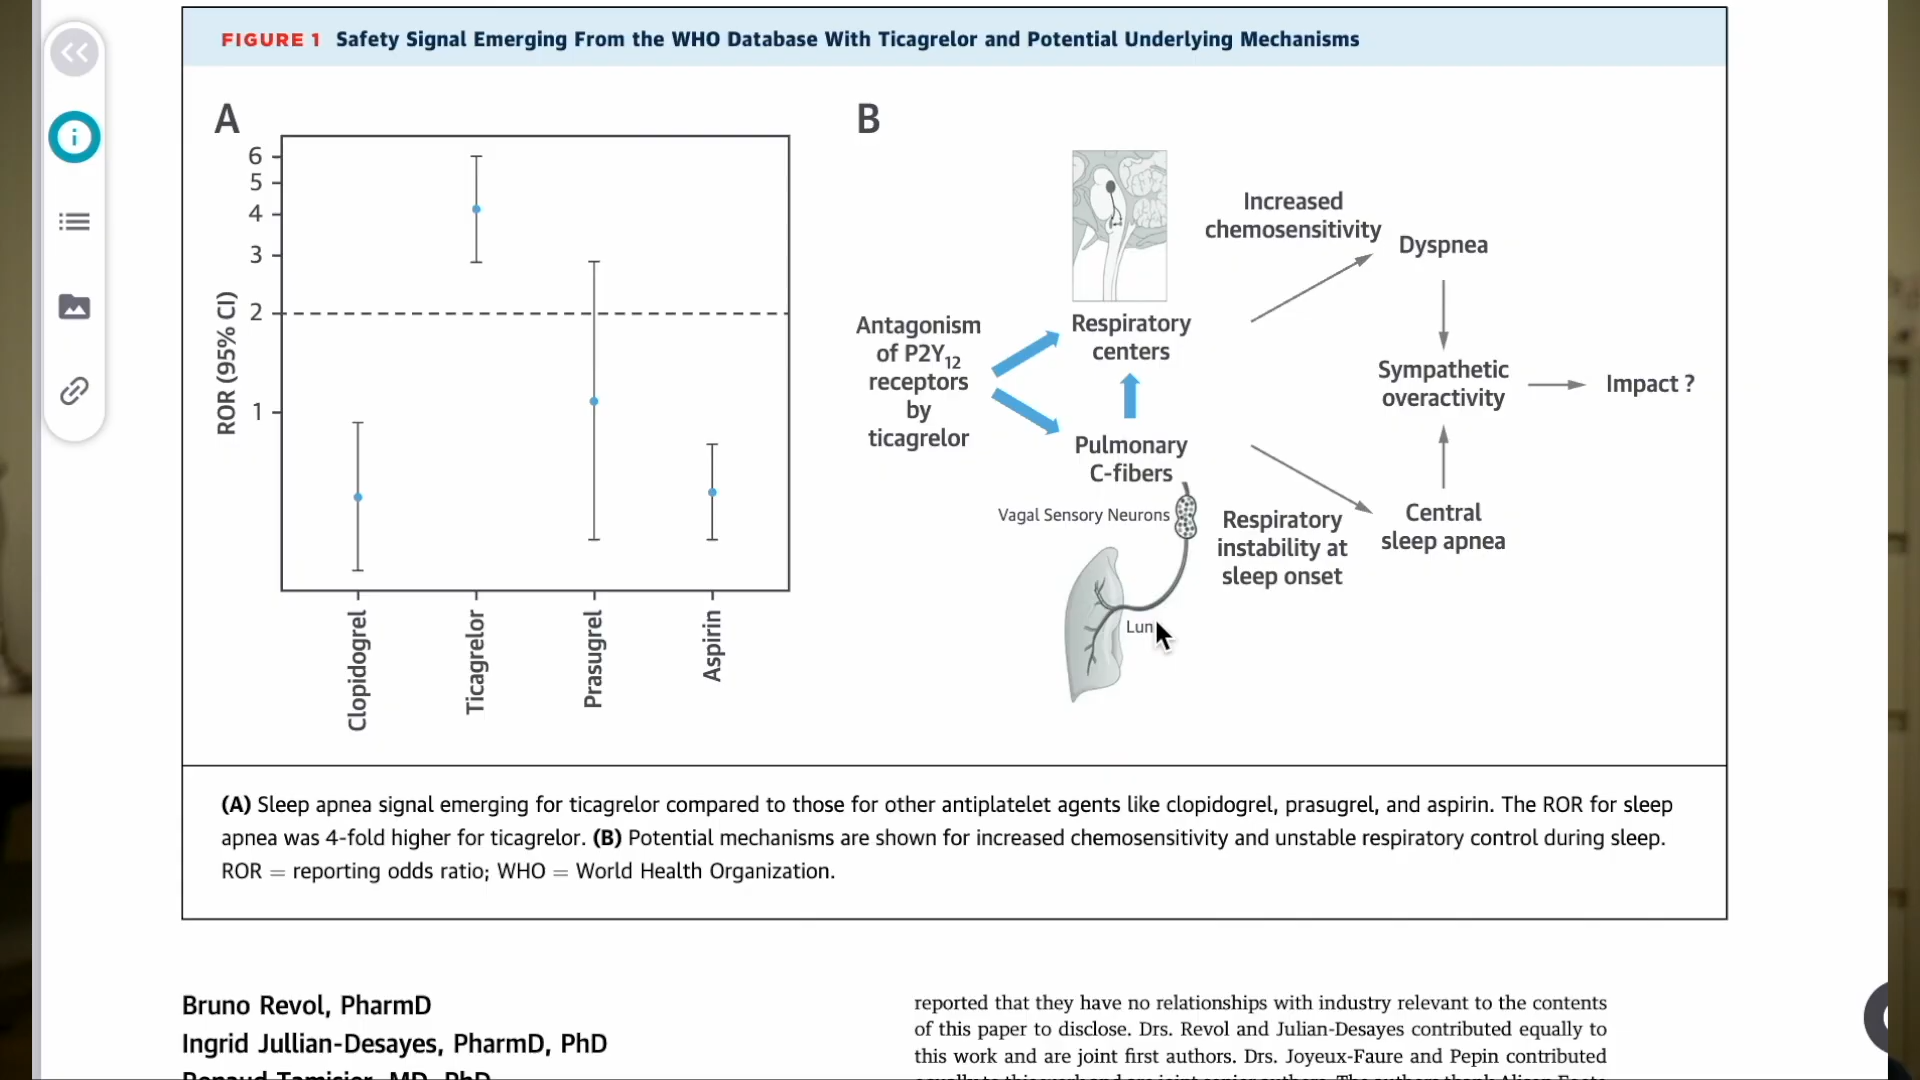 FIGURE 1 Safety Signal Emerging From the WHO Database With Ticagrelor and Potential Underlying Mechanisms
A
6
5
4
3
2
1
ROR (95% CI)
Clopidogrel
Ticagrelor
Prasugrel
Aspirin
B
Antagonism
of P2Y12
receptors
by
ticagrelor
Respiratory
centers
Pulmonary
C-fibers
Vagal Sensory Neurons
Lun
Increased
chemosensitivity
Respiratory
instability at
sleep onset
Dyspnea
Sympathetic
overactivity
Central
sleep apnea
Impact ?
(A) Sleep apnea signal emerging for ticagrelor compared to those for other antiplatelet agents like clopidogrel, prasugrel, and aspirin. The ROR for sleep
apnea was 4-fold higher for ticagrelor. (B) Potential mechanisms are shown for increased chemosensitivity and unstable respiratory control during sleep.
ROR = reporting odds ratio; WHO = World Health Organization.
Bruno Revol, PharmD
Ingrid Jullian-Desayes, PharmD, PhD
Renaud Tamisier, MD, PhD
reported that they have no relationships with industry relevant to the contents
of this paper to disclose. Drs. Revol and Julian-Desayes contributed equally to
this work and are joint first authors. Drs. Joyeux-Faure and Pepin contributed